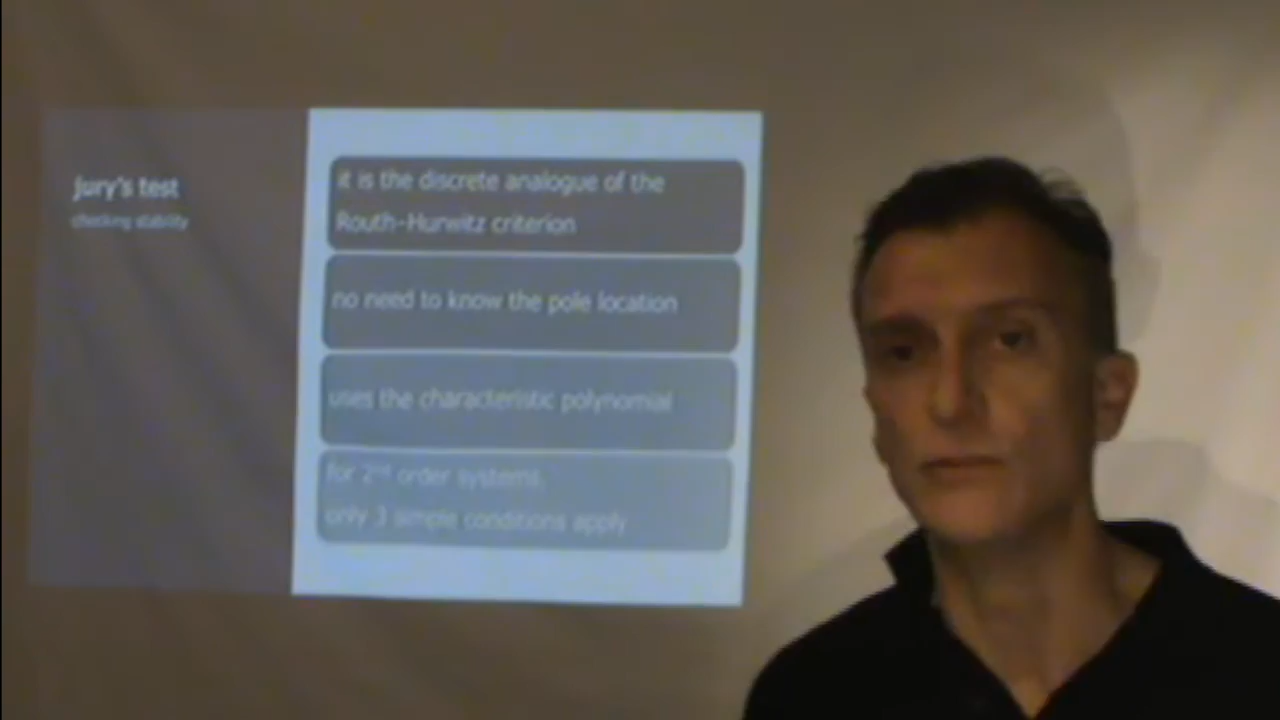 jury's test
checking stability
it is the discrete analogue of the
Routh-Hurwitz criterion
no need to know the pole location
uses the characteristic polynomial
for 2nd order systems
only 3 simple conditions apply